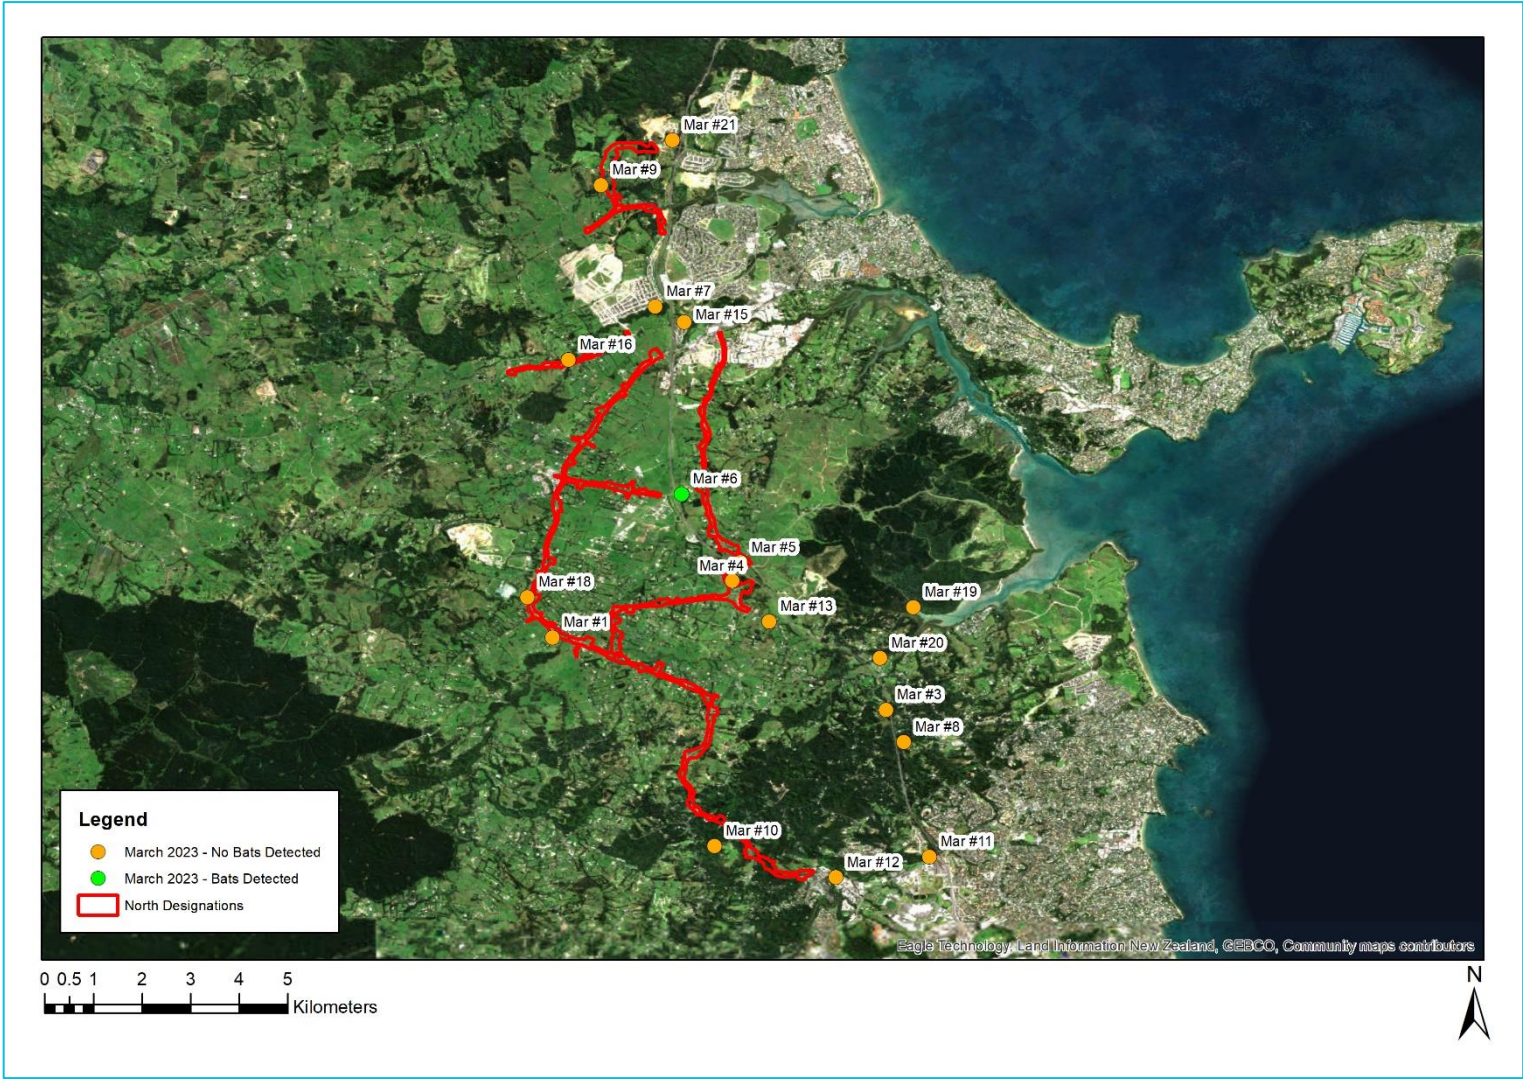 Mar #21
Mar #9
Mar #7
Mar #15
Mar #16
Mar #6
Mar #5
Mar #4
Mar #18
Mar #19
Mar #13
Mar #1
Mar #20
Mar #3
Mar #8
Mar #10
Mar #11
Mar #12
Legend
March 2023 - No Bats Detected
March 2023 - Bats Detected
North Designations
Eagle Technology, Land Information New Zealand, GEBCO, Community maps contributors
0 0.5 1 2 3 4 5
Kilometers
N